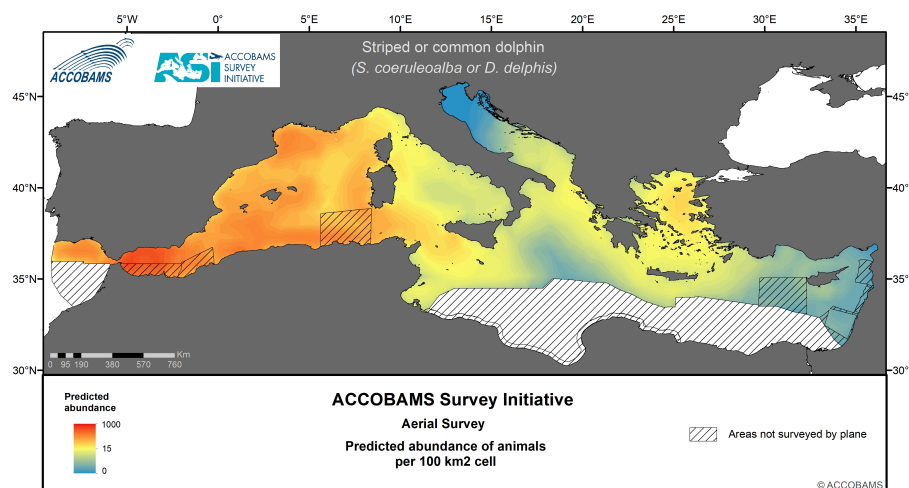 5°W 0° 5°E 10°E 15°E 20°E 25°E 30°E 35°E
ACCOBAMS
ASI
ACCOBAMS
SURVEY
INITIATIVE
Striped or common dolphin
(S. coeruleoalba or D. delphis)
45°N 45°
40°N 40°
35°N 35°
30°N 30°
Km
0 95 190 380 570 760
Predicted
abundance
1000
15
0
ACCOBAMS Survey Initiative
Aerial Survey
Predicted abundance of animals
per 100 km2 cell
Areas not surveyed by plane
© ACCOBAMS